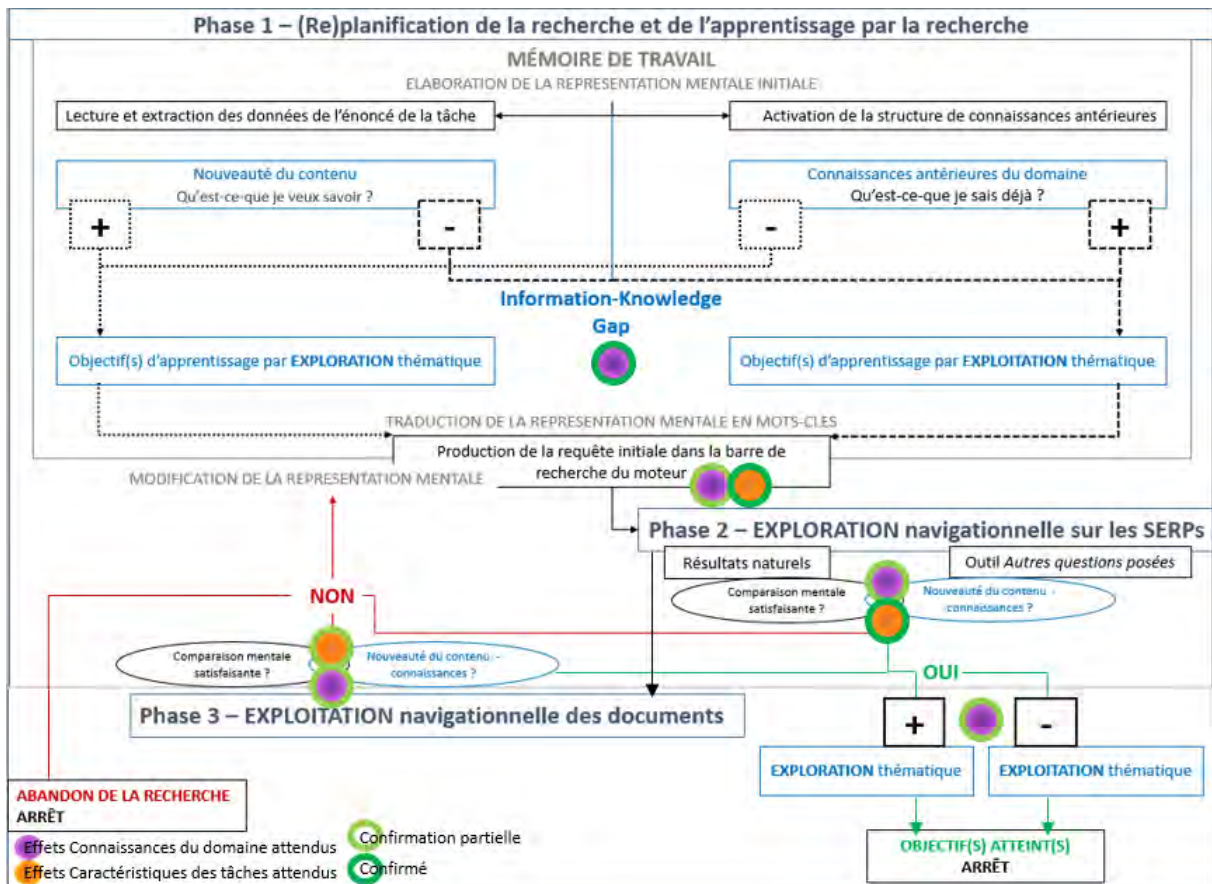 Phase 1 – (Re)planification de la recherche et de l'apprentissage par la recherche
MÉMOIRE DE TRAVAIL
ELABORATION DE LA REPRESENTATION MENTALE INITIALE
Lecture et extraction des données de l'énoncé de la tâche
Activation de la structure de connaissances antérieures
Nouveauté du contenu
Qu'est-ce-que je veux savoir ?
Connaissances antérieures du domaine
Qu'est-ce-que je sais déjà ?
+
-
-
+
Information-Knowledge
Gap
Objectif(s) d'apprentissage par EXPLORATION thématique
Objectif(s) d'apprentissage par EXPLOITATION thématique
TRADUCTION DE LA REPRESENTATION MENTALE EN MOTS-CLES
Production de la requête initiale dans la barre de
recherche du moteur
MODIFICATION DE LA REPRESENTATION MENTALE
Phase 2 – EXPLORATION navigationnelle sur les SERPs
Résultats naturels
Outil Autres questions posées
Comparaison mentale
satisfaisante ?
Nouveauté du contenu -
connaissances ?
NON
Comparaison mentale
satisfaisante ?
Nouveauté du contenu -
connaissances ?
OUI
Phase 3 – EXPLOITATION navigationnelle des documents
+
-
EXPLORATION thématique
EXPLOITATION thématique
ABANDON DE LA RECHERCHE
ARRÊT
OBJECTIF(S) ATTEINT(S)
ARRÊT
Effets Connaissances du domaine attendus
Confirmation partielle
Effets Caractéristiques des tâches attendus
Confirmé